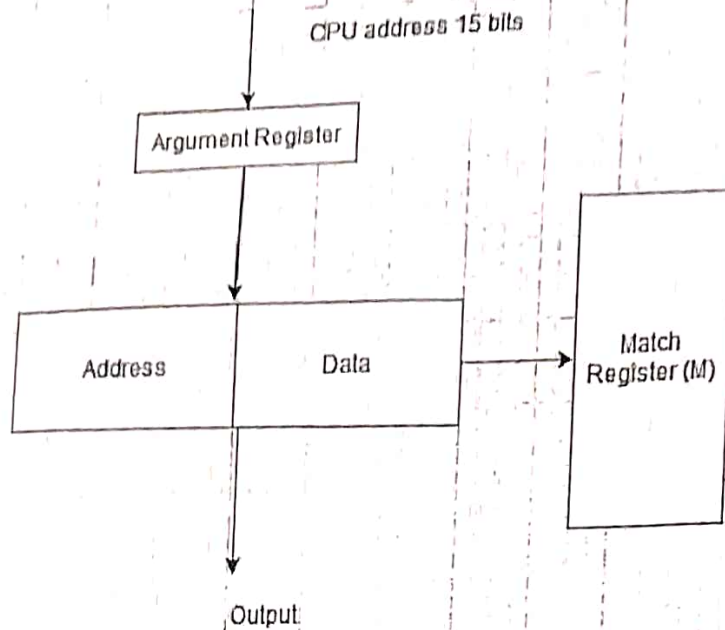 CPU address 15 bits
Argument Register
Address
Data
Match
Register (M)
Output